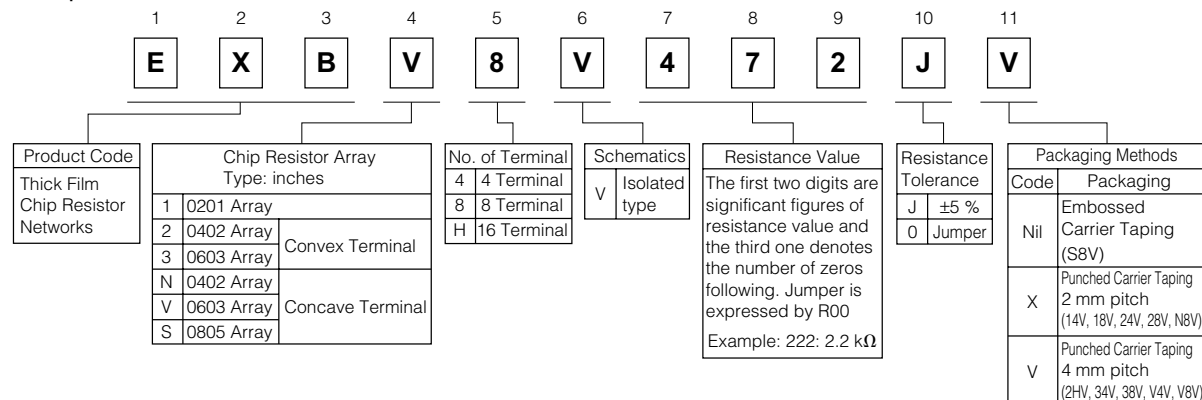 1 2 3 4 5 6 7 8 9 10 11
E X B V 8 V 4 7 2 J V
Product Code
Thick Film
Chip Resistor
Networks
Chip Resistor Array
Type: inches
1 0201 Array
2 0402 Array
3 0603 Array
Convex Terminal
N 0402 Array
V 0603 Array
S 0805 Array
Concave Terminal
No. of Terminal
4 4 Terminal
8 8 Terminal
H 16 Terminal
Schematics
V Isolated
type
Resistance Value
The first two digits are
significant figures of
resistance value and
the third one denotes
the number of zeros
following. Jumper is
expressed by R00
Example: 222: 2.2 kΩ
Resistance
Tolerance
J ±5 %
0 Jumper
Packaging Methods
Code Packaging
Nil Embossed
Carrier Taping
(S8V)
X Punched Carrier Taping
2 mm pitch
(14V, 18V, 24V, 28V, N8V)
V Punched Carrier Taping
4 mm pitch
(2HV, 34V, 38V, V4V, V8V)